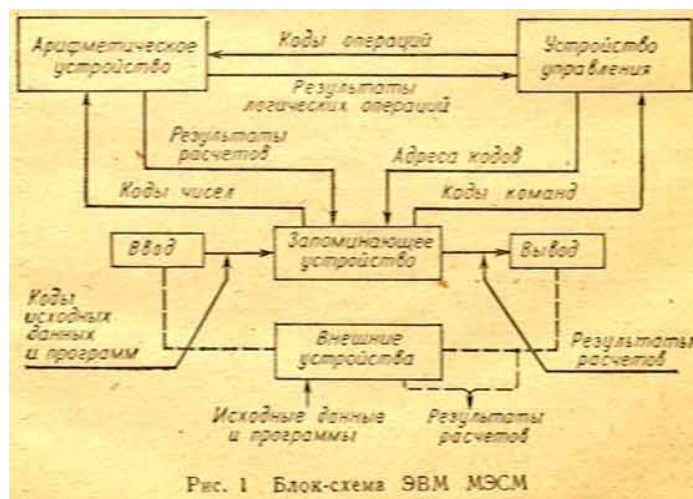 Арифметическое
устройство
Коды операций
Устройство
управления
Результаты
логических операций
Результаты
расчетов
Адреса кодов
Коды чисел
Коды команд
Ввод
Запоминающее
устройство
Вывод
Коды
исходных
данных
и программ
Внешние
устройства
Результаты
расчетов
Исходные данные
и программы
Результаты
расчетов
Рис. 1 Блок-схема ЭВМ МЭСМ